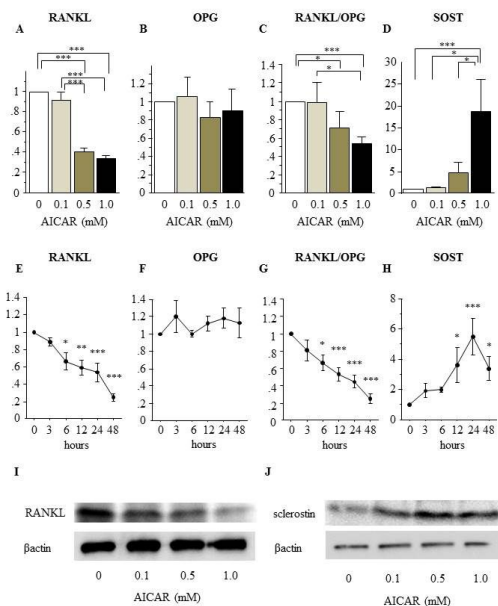 RANKL OPG RANKL/OPG SOST
A B C D
*** *** *** ***
*** * * *
*** * *
1.4 1.4 30
1.2 1.2 25
1 1 1 20
.8 .8 .8 15
.6 .6 .6 10
.4 .4 .4 5
.2 .2 .2
0 0 0 0
0 0.1 0.5 1.0 0 0.1 0.5 1.0 0 0.1 0.5 1.0 0 0.1 0.5 1.0
AICAR (mM) AICAR (mM) AICAR (mM) AICAR (mM)
RANKL OPG RANKL/OPG SOST
E F G H
1.2 1.4 1.2 8
1 1.2 1 6
.8 1 .8 4
.6 .8 .6 2
.4 .6 .4 0
.2 .4 .2
0 .2 0
0
* ** *** ***
* *** *** ***
* *** *
0 3 6 12 24 48 0 3 6 12 24 48 0 3 6 12 24 48 0 3 6 12 24 48
hours hours hours hours
I J
RANKL sclerostin
βactin βactin
0 0.1 0.5 1.0 0 0.1 0.5 1.0
AICAR (mM) AICAR (mM)